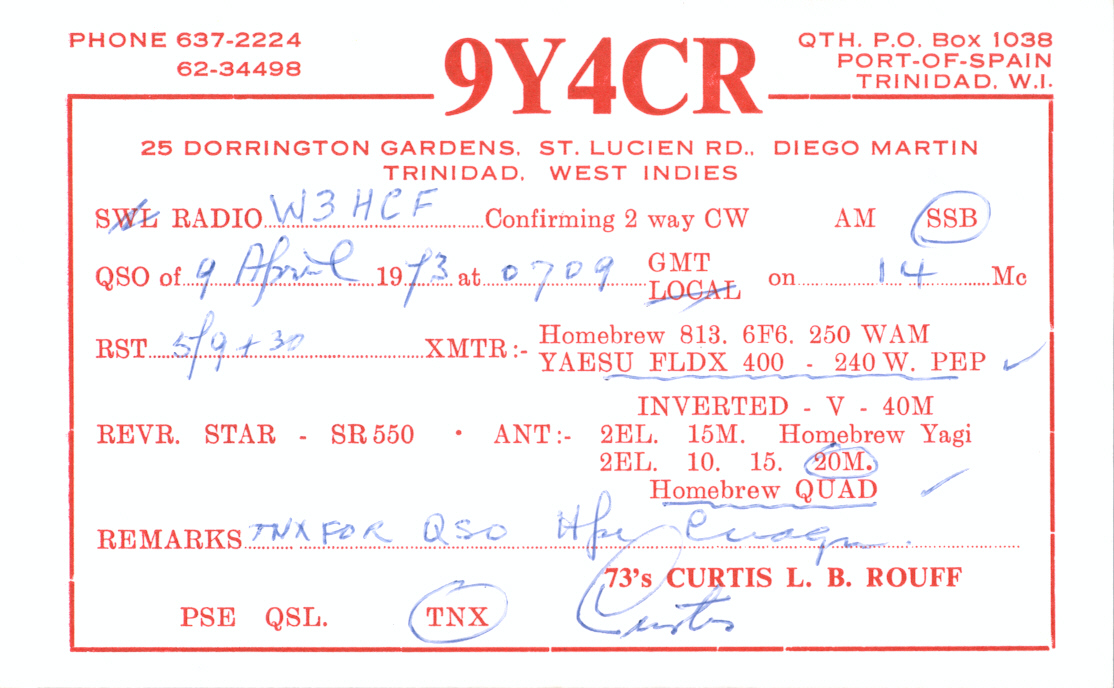 PHONE 637-2224
62-34498
9Y4CR
QTH. P.O. Box 1038
PORT-OF-SPAIN
TRINIDAD, W.I.
25 DORRINGTON GARDENS, ST. LUCIEN RD., DIEGO MARTIN
TRINIDAD, WEST INDIES
SWL RADIO W3HCF Confirming 2 way CW AM SSB
QSO of 9 April 1973 at 0709 GMT LOCAL on 14 Mc
RST 5/9+30 XMTR:- Homebrew 813. 6F6. 250 WAM
YAESU FLDX 400 - 240 W. PEP
INVERTED - V - 40M
REVR. STAR - SR550 · ANT:- 2EL. 15M. Homebrew Yagi
2EL. 10. 15. 20M.
Homebrew QUAD
REMARKS TNX FOR QSO Hpe
73's CURTIS L. B. ROUFF
PSE QSL. TNX Curtis